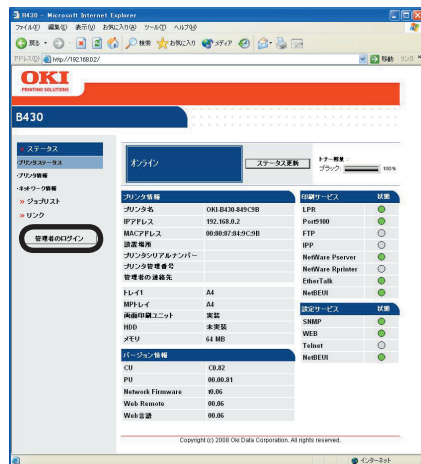 B430 - Microsoft Internet Explorer
ファイル(F) 編集(E) 表示(V) お気に入り(A) ツール(T) ヘルプ(H)
戻る 検索 お気に入り メディア
アドレス(D) http://192.168.0.2/ 移動 リンク
OKI
PRINTING SOLUTIONS
B430
» ステータス
・プリンタステータス
・プリンタ情報
・ネットワーク情報
» ジョブリスト
» リンク
管理者のログイン
オンライン ステータス更新
トナー残量:
ブラック: 100%
プリンタ情報
プリンタ名 OKI-B430-849C9B
IPアドレス 192.168.0.2
MACアドレス 00:80:87:84:9C:9B
設置場所
プリンタシリアルナンバー
プリンタ管理番号
管理者の連絡先
トレイ1 A4
MPトレイ A4
両面印刷ユニット 実装
HDD 未実装
メモリ 64 MB
バージョン情報
CU C0.82
PU 00.00.81
Network Firmware t0.06
Web Remote 00.06
Web言語 00.06
印刷サービス 状態
LPR
Port9100
FTP
IPP
NetWare Pserver
NetWare Rprinter
EtherTalk
NetBEUI
設定サービス 状態
SNMP
WEB
Telnet
NetBEUI
Copyright (c) 2008 Oki Data Corporation. All rights reserved.
インターネット